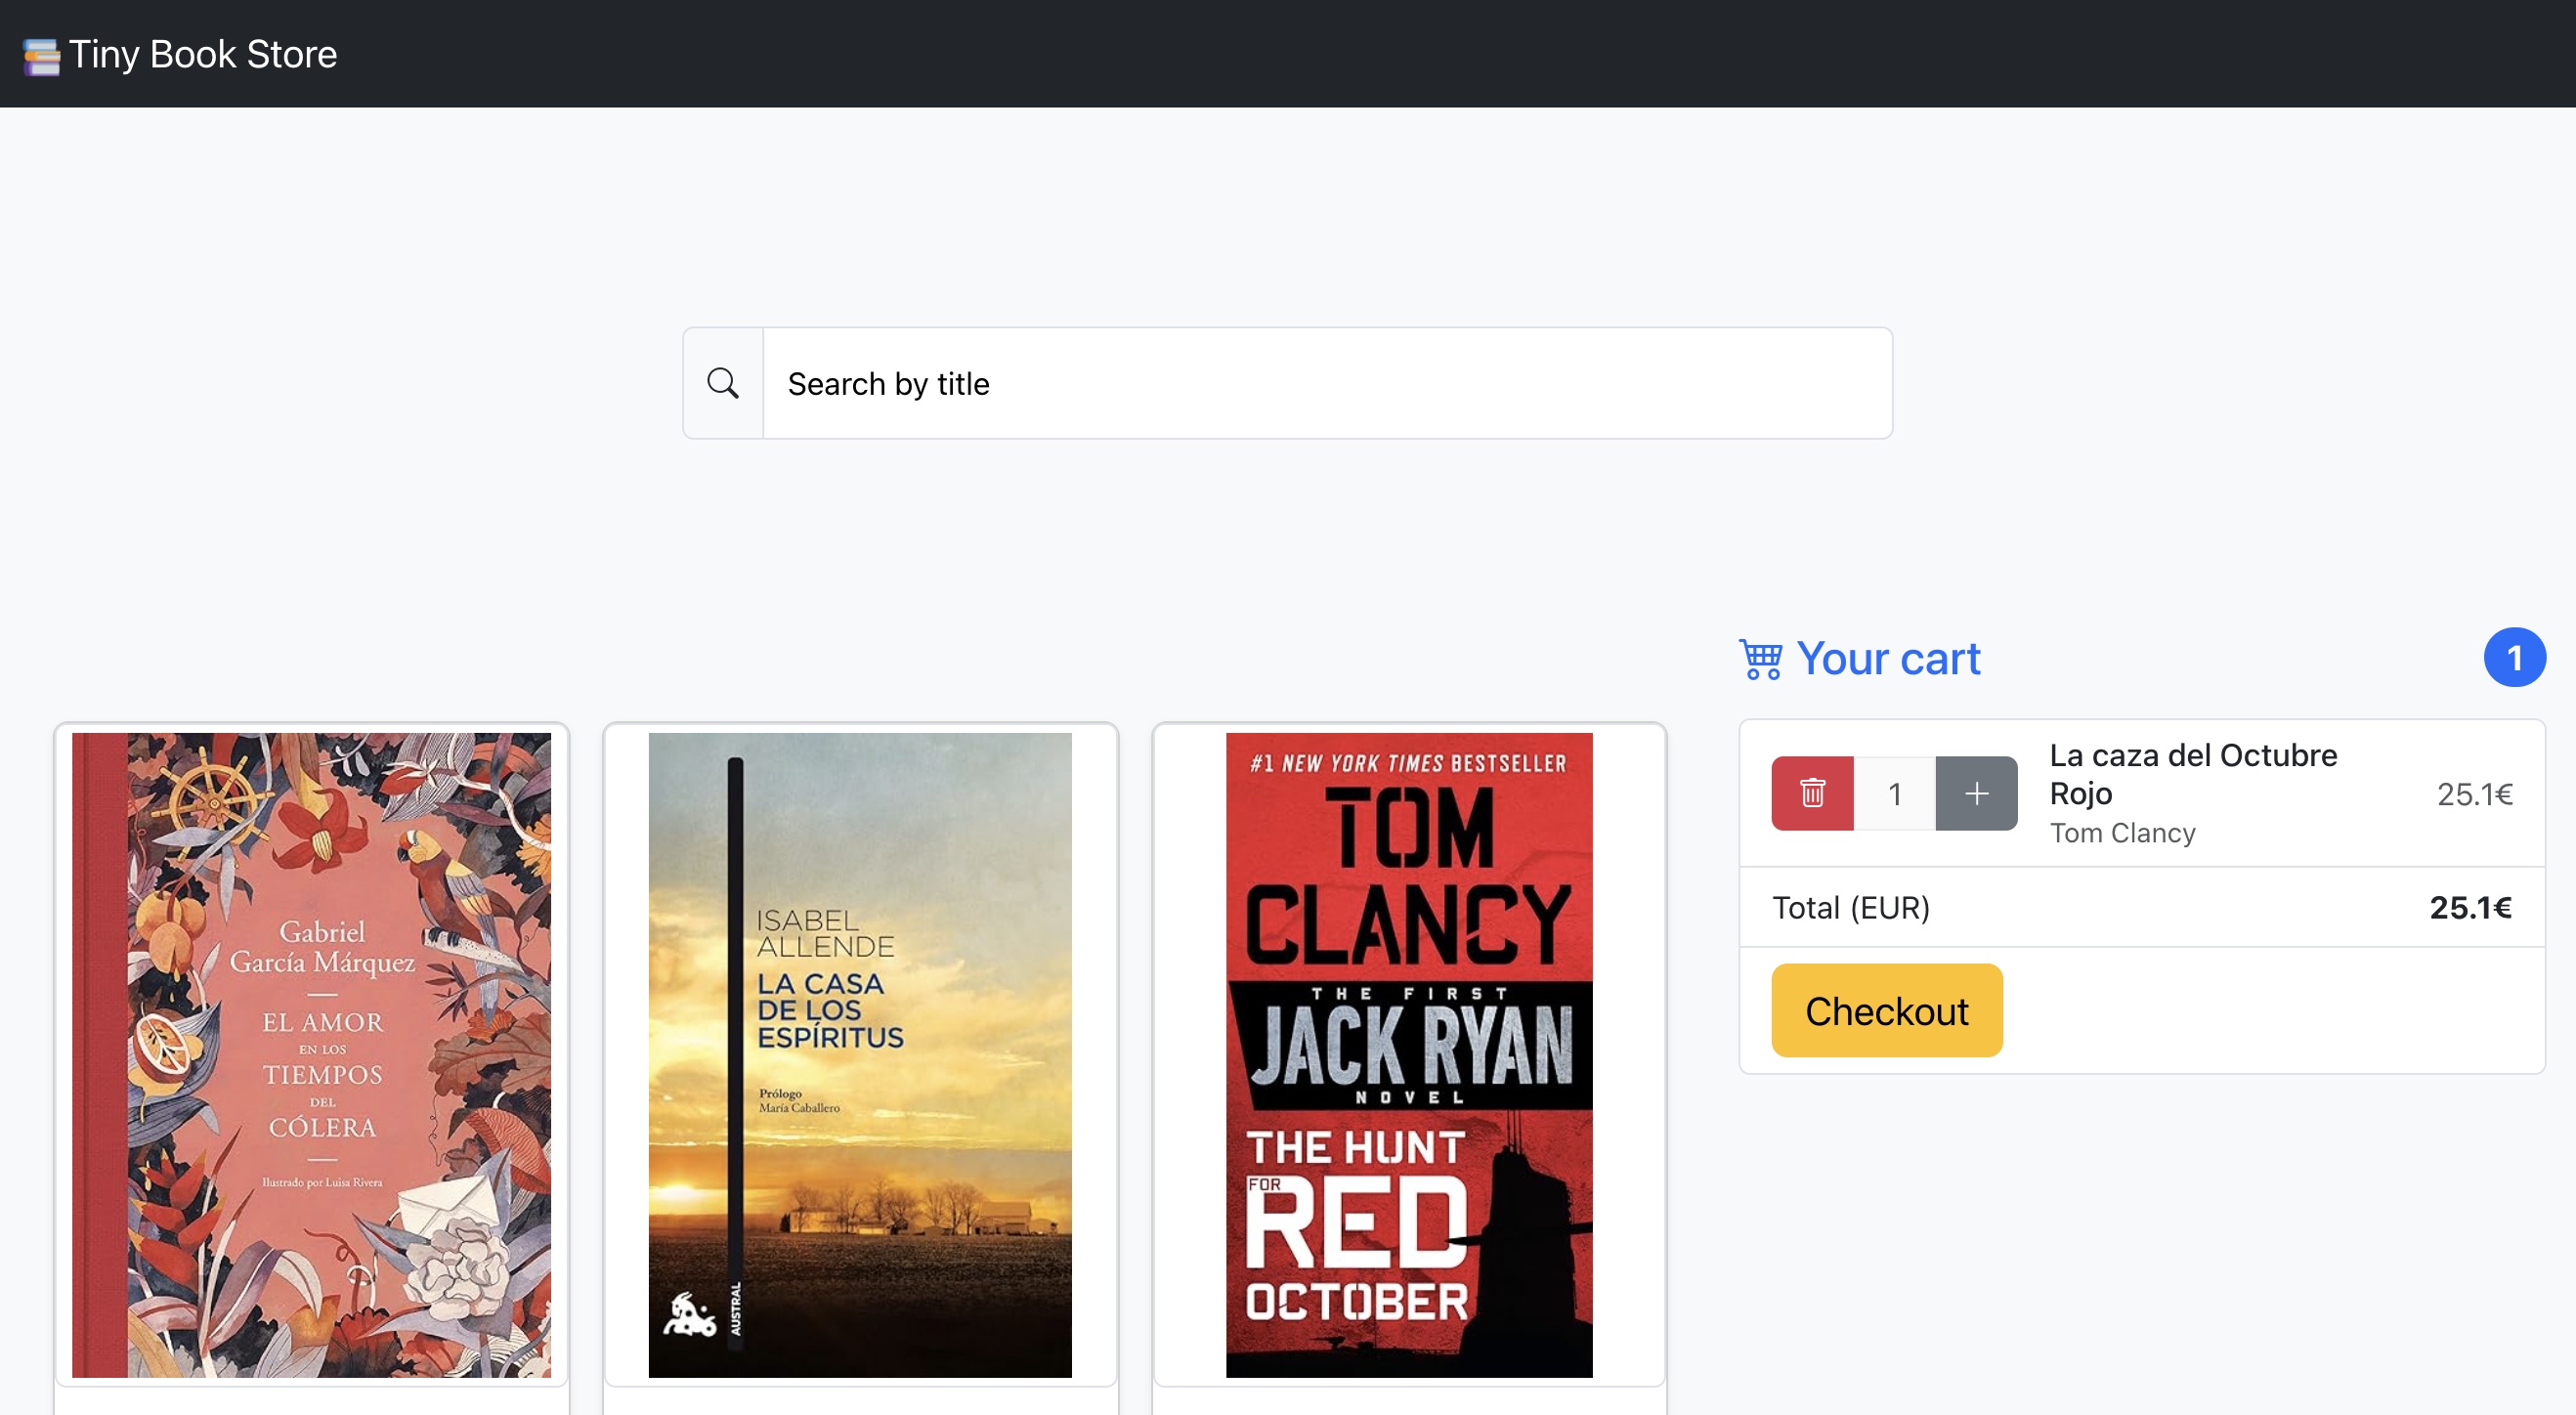 Tiny Book Store
Search by title
Your cart
1
1
La caza del Octubre
Rojo
Tom Clancy
25.1€
Total (EUR)
25.1€
Checkout
Gabriel
García Márquez
EL AMOR
EN LOS
TIEMPOS
DEL
CÓLERA
Ilustrado por Luisa Rivera
ISABEL
ALLENDE
LA CASA
DE LOS
ESPÍRITUS
Prólogo
María Caballero
AUSTRAL
#1 NEW YORK TIMES BESTSELLER
TOM
CLANCY
THE FIRST
JACK RYAN
NOVEL
THE HUNT
FOR
RED
OCTOBER